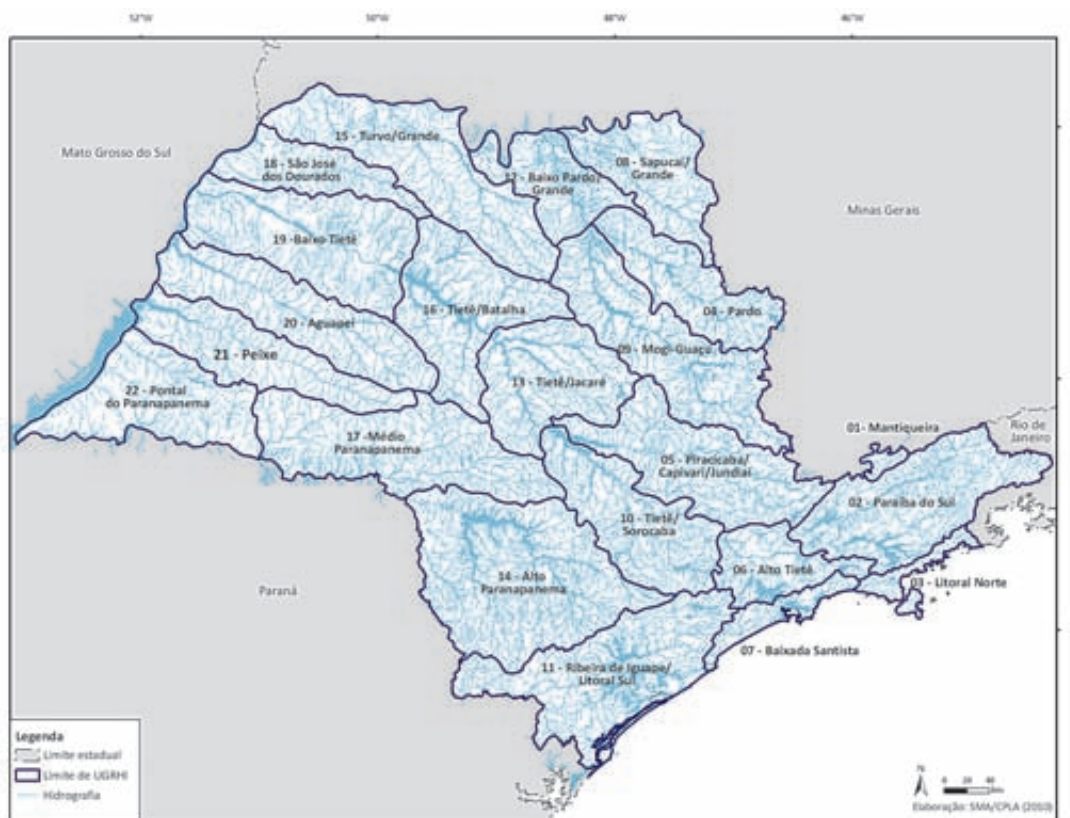 52°W 50°W 48°W 46°W
15 - Turvo/Grande
Mato Grosso do Sul
18 - São José
dos Dourados
12 - Baixo Pardo/
Grande
08 - Sapucaí/
Grande
Minas Gerais
19 -Baixo Tietê
16 - Tietê/Batalha
04 - Pardo
20 - Aguapeí
09 - Mogi-Guaçu
21 - Peixe
13 - Tietê/Jacaré
22 - Pontal
do Paranapanema
17 -Médio
Paranapanema
01 - Mantiqueira
Rio de
Janeiro
05 - Piracicaba/
Capivari/Jundiaí
02 - Paraíba do Sul
10 - Tietê/
Sorocaba
06 - Alto Tietê
14 - Alto
Paranapanema
03 - Litoral Norte
Paraná
07 - Baixada Santista
11 - Ribeira de Iguape/
Litoral Sul
Legenda
Limite estadual
Limite de UGRHI
Hidrografia
0 20 40
Elaboração: SMA/CPLA (2010)